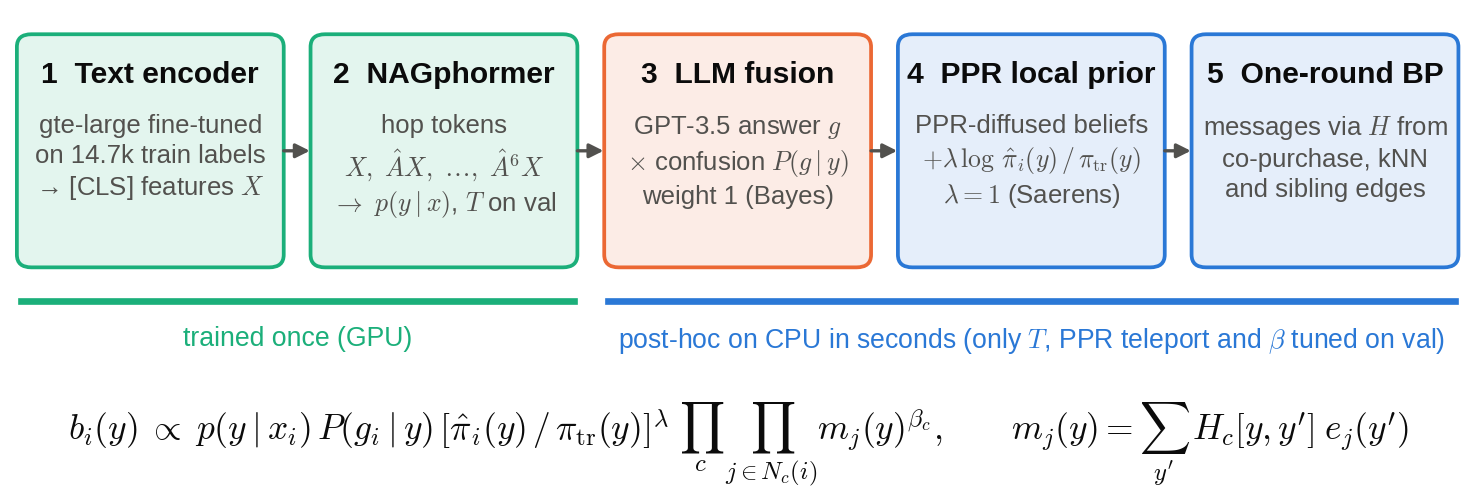 1 Text encoder
gte-large fine-tuned
on 14.7k train labels
→ [CLS] features X
2 NAGphormer
hop tokens
X, ÂX, ..., Â⁶X
→ p(y | x), T on val
3 LLM fusion
GPT-3.5 answer g
× confusion P(g | y)
weight 1 (Bayes)
4 PPR local prior
PPR-diffused beliefs
+λ log π̂ᵢ(y) / π_tr(y)
λ = 1 (Saerens)
5 One-round BP
messages via H from
co-purchase, kNN
and sibling edges
trained once (GPU)
post-hoc on CPU in seconds (only T, PPR teleport and β tuned on val)
bᵢ(y) ∝ p(y | xᵢ) P(gᵢ | y) [π̂ᵢ(y) / π_tr(y)]^λ ∏_c ∏_{j ∈ N_c(i)} m_j(y)^{β_c}, m_j(y) = ∑_{y′} H_c[y, y′] e_j(y′)